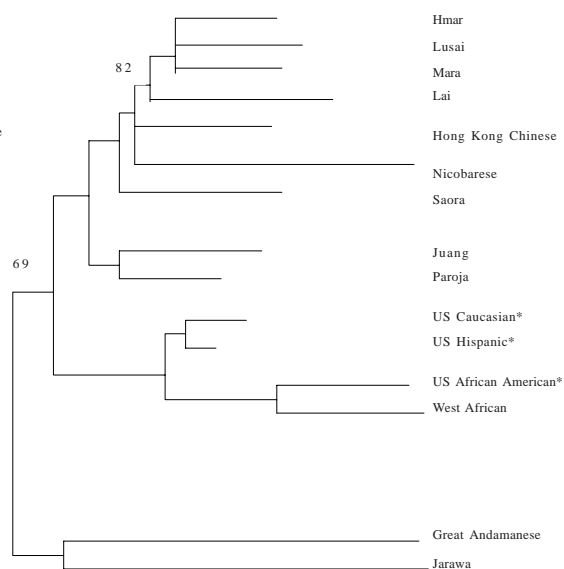 Hmar
Lusai
82
Mara
Lai
e
Hong Kong Chinese
Nicobarese
Saora
Juang
69
Paroja
US Caucasian*
US Hispanic*
US African American*
West African
Great Andamanese
Jarawa